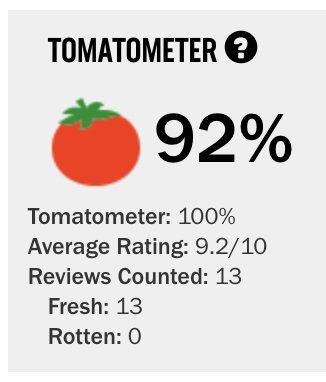 TOMATOMETER ?
92%
Tomatometer: 100%
Average Rating: 9.2/10
Reviews Counted: 13
Fresh: 13
Rotten: 0